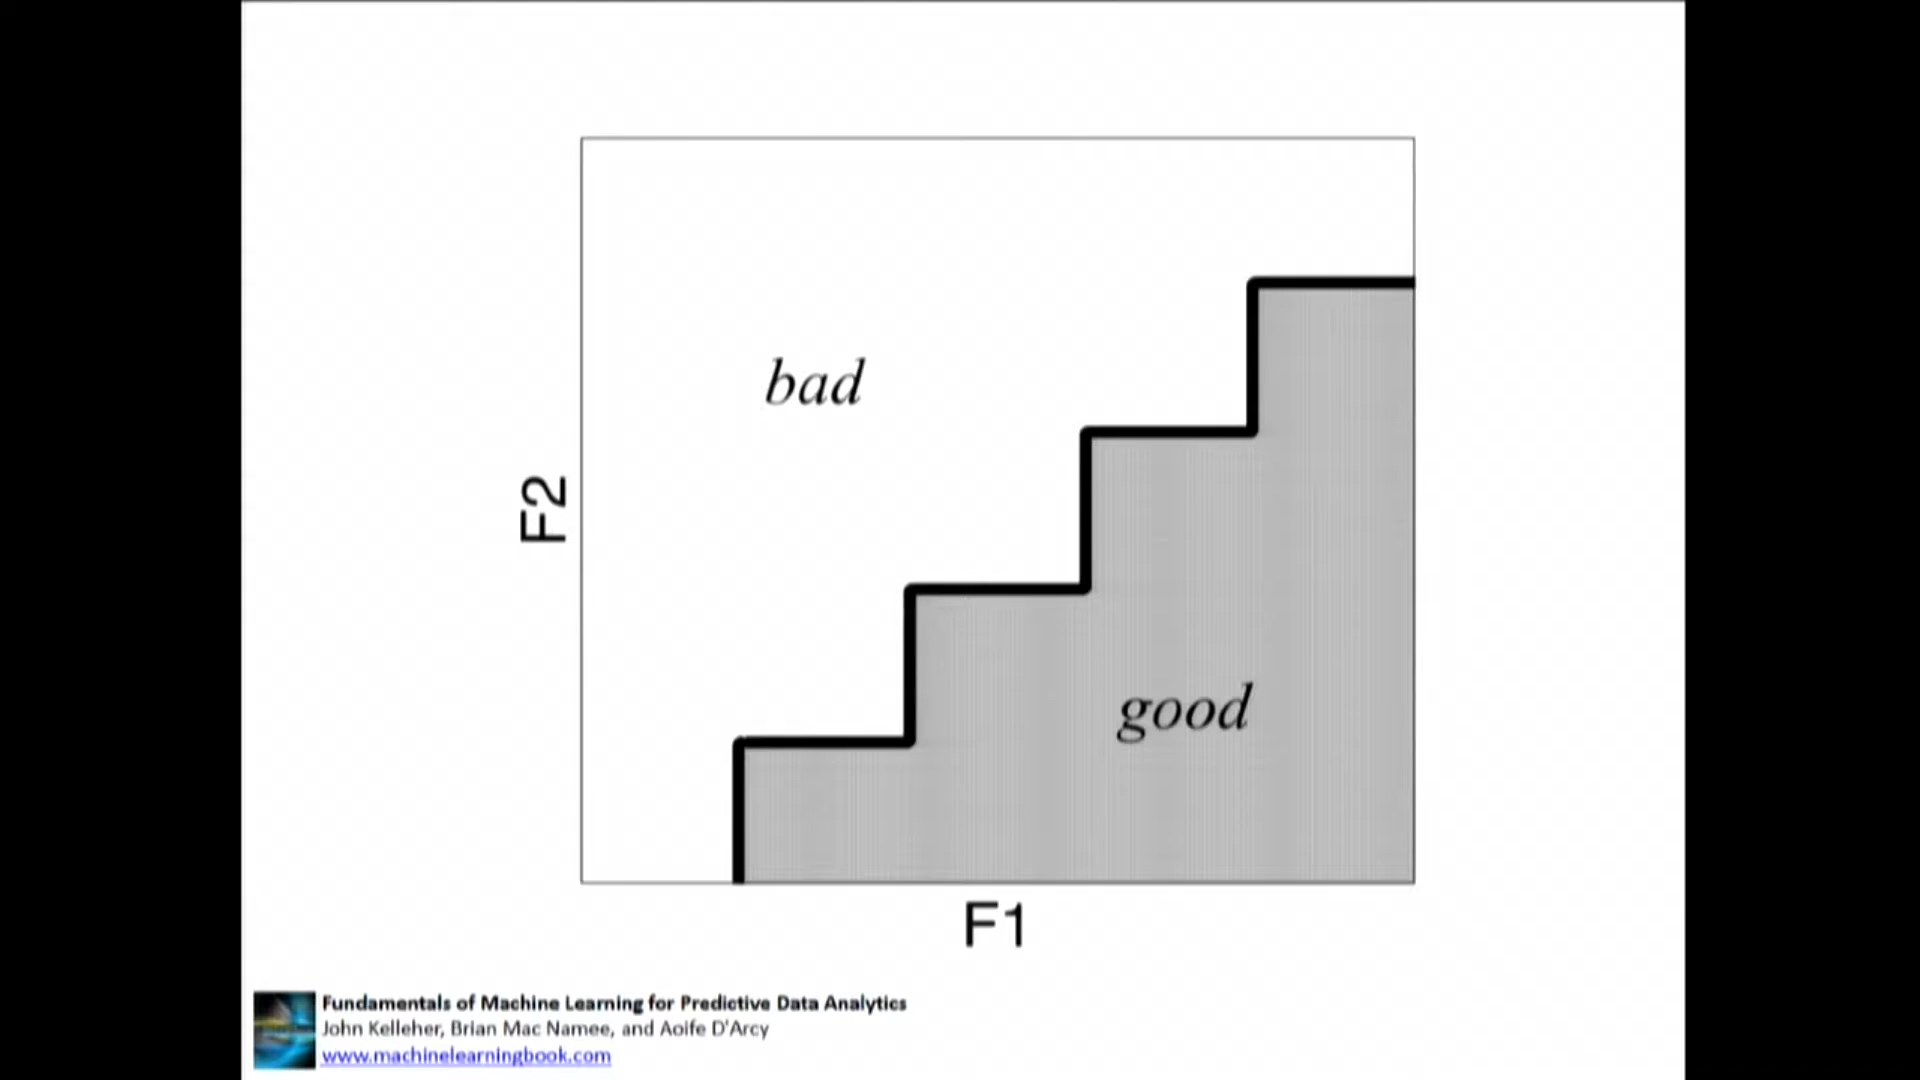 bad
F2
good
F1
Fundamentals of Machine Learning for Predictive Data Analytics
John Kelleher, Brian Mac Namee, and Aoife D'Arcy
www.machinelearningbook.com